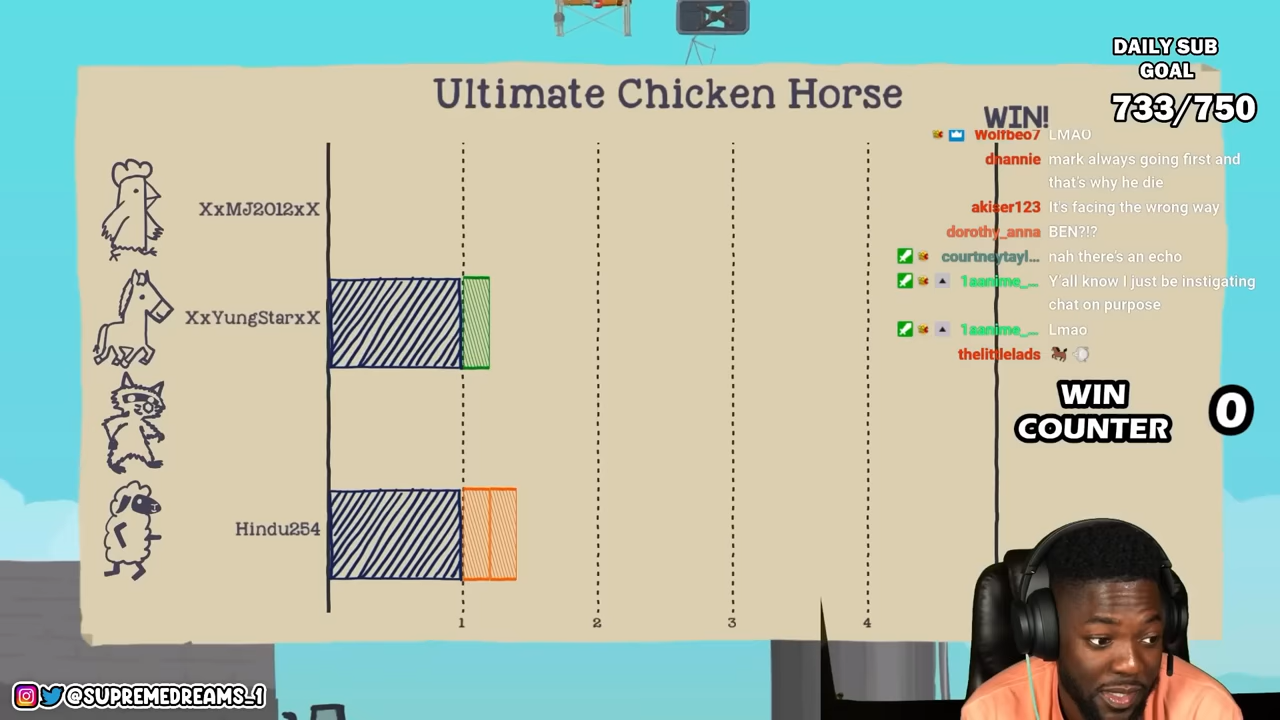 Ultimate Chicken Horse
WIN!
DAILY SUB
GOAL
733/750
XxMJ2012xX
XxYungStarxX
Hindu254
1
2
3
4
Wolfbeo7 LMAO
dhannie mark always going first and
that's why he die
akiser123 It's facing the wrong way
dorothy_anna BEN?!?
courtneytayl... nah there's an echo
1aanime_... Y'all know I just be instigating
chat on purpose
1aanime_... Lmao
thelittlelads
WIN
COUNTER
0
@SUPREMEDREAMS_1